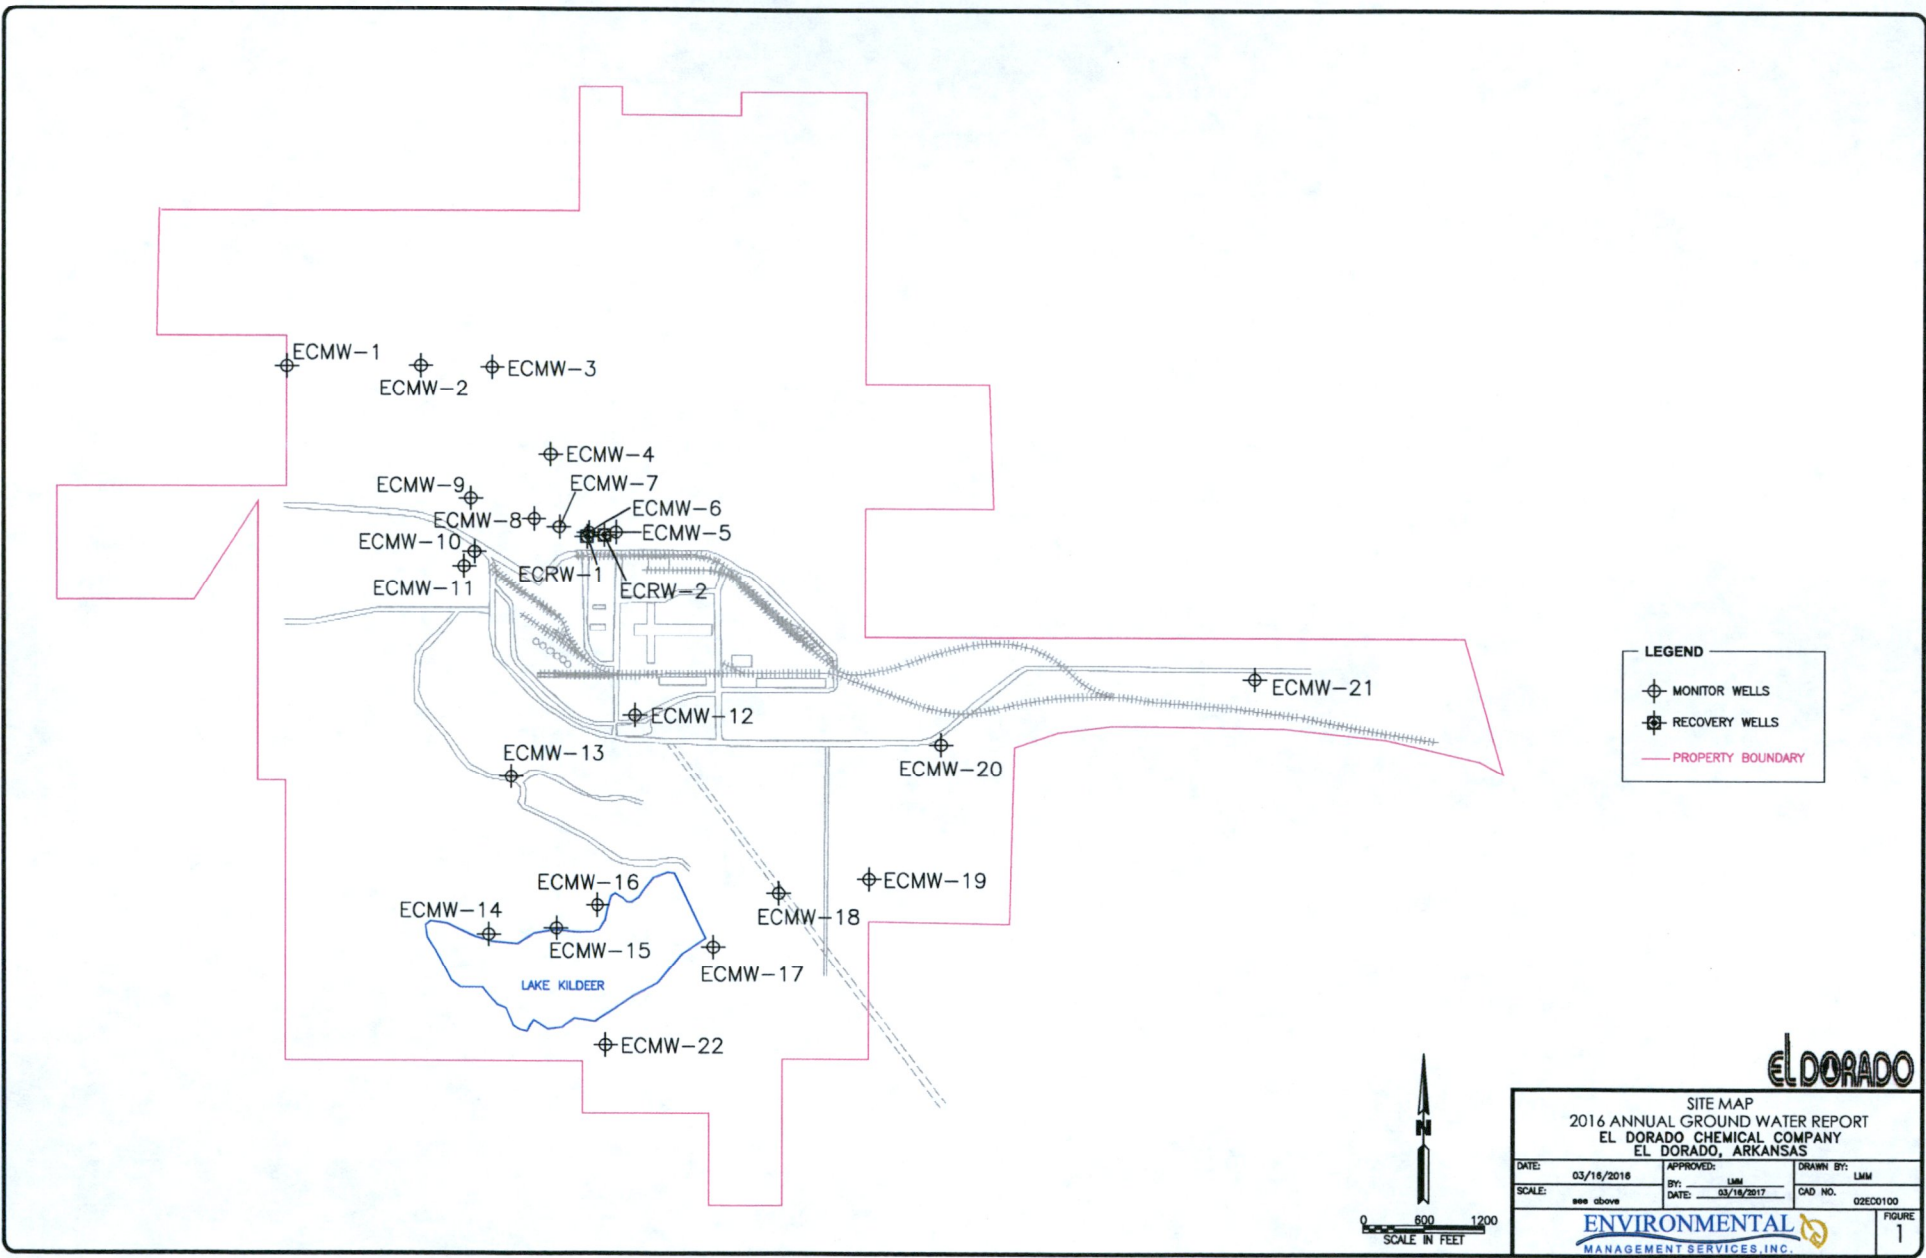 ECMW-1
ECMW-2
ECMW-3
ECMW-4
ECMW-7
ECMW-9
ECMW-6
ECMW-8
ECMW-5
ECMW-10
ECRW-1
ECMW-11
ECRW-2
ECMW-21
ECMW-12
ECMW-13
ECMW-20
ECMW-16
ECMW-19
ECMW-14
ECMW-18
ECMW-15
ECMW-17
LAKE KILDEER
ECMW-22
LEGEND
MONITOR WELLS
RECOVERY WELLS
PROPERTY BOUNDARY
N
0 600 1200
SCALE IN FEET
El DORADO
SITE MAP
2016 ANNUAL GROUND WATER REPORT
EL DORADO CHEMICAL COMPANY
EL DORADO, ARKANSAS
DATE: 03/16/2016
APPROVED:
BY: LMM
DATE: 03/16/2017
DRAWN BY: LMM
SCALE: see above
CAD NO. 02EC0100
ENVIRONMENTAL
MANAGEMENT SERVICES, INC.
FIGURE
1